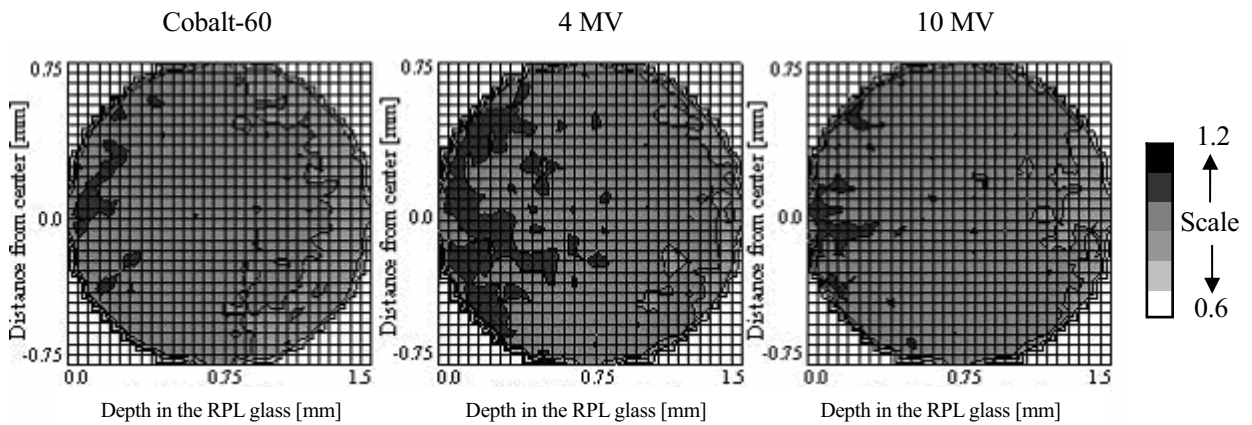 Cobalt-60
4 MV
10 MV
0.75
0.0
-0.75
Distance from center [mm]
0.0 0.75 1.5
Depth in the RPL glass [mm]
0.75
0.0
-0.75
Distance from center [mm]
0.0 0.75 1.5
Depth in the RPL glass [mm]
0.75
0.0
-0.75
Distance from center [mm]
0.0 0.75 1.5
Depth in the RPL glass [mm]
1.2
Scale
0.6